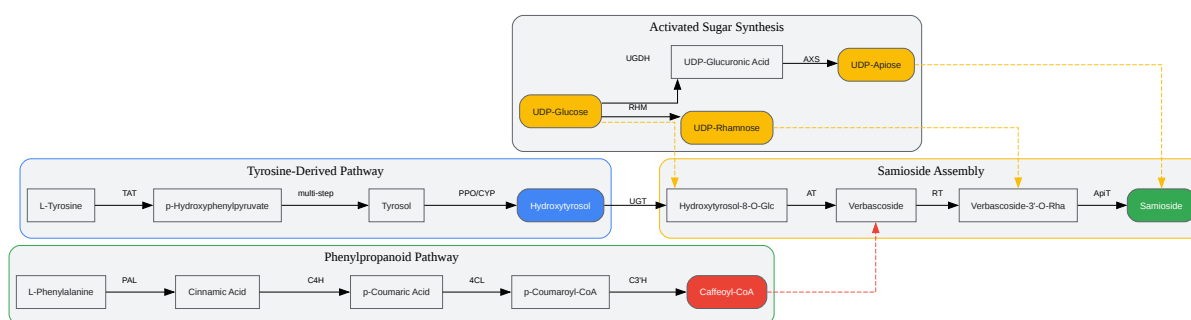 Activated Sugar Synthesis
UGDH
UDP-Glucuronic Acid
AXS
UDP-Apiose
UDP-Glucose
RHM
UDP-Rhamnose
Tyrosine-Derived Pathway
L-Tyrosine
TAT
p-Hydroxyphenylpyruvate
multi-step
Tyrosol
PPO/CYP
Hydroxytyrosol
UGT
Samioside Assembly
Hydroxytyrosol-8-O-Glc
AT
Verbascoside
RT
Verbascoside-3'-O-Rha
ApiT
Samioside
Phenylpropanoid Pathway
L-Phenylalanine
PAL
Cinnamic Acid
C4H
p-Coumaric Acid
4CL
p-Coumaroyl-CoA
C3'H
Caffeoyl-CoA